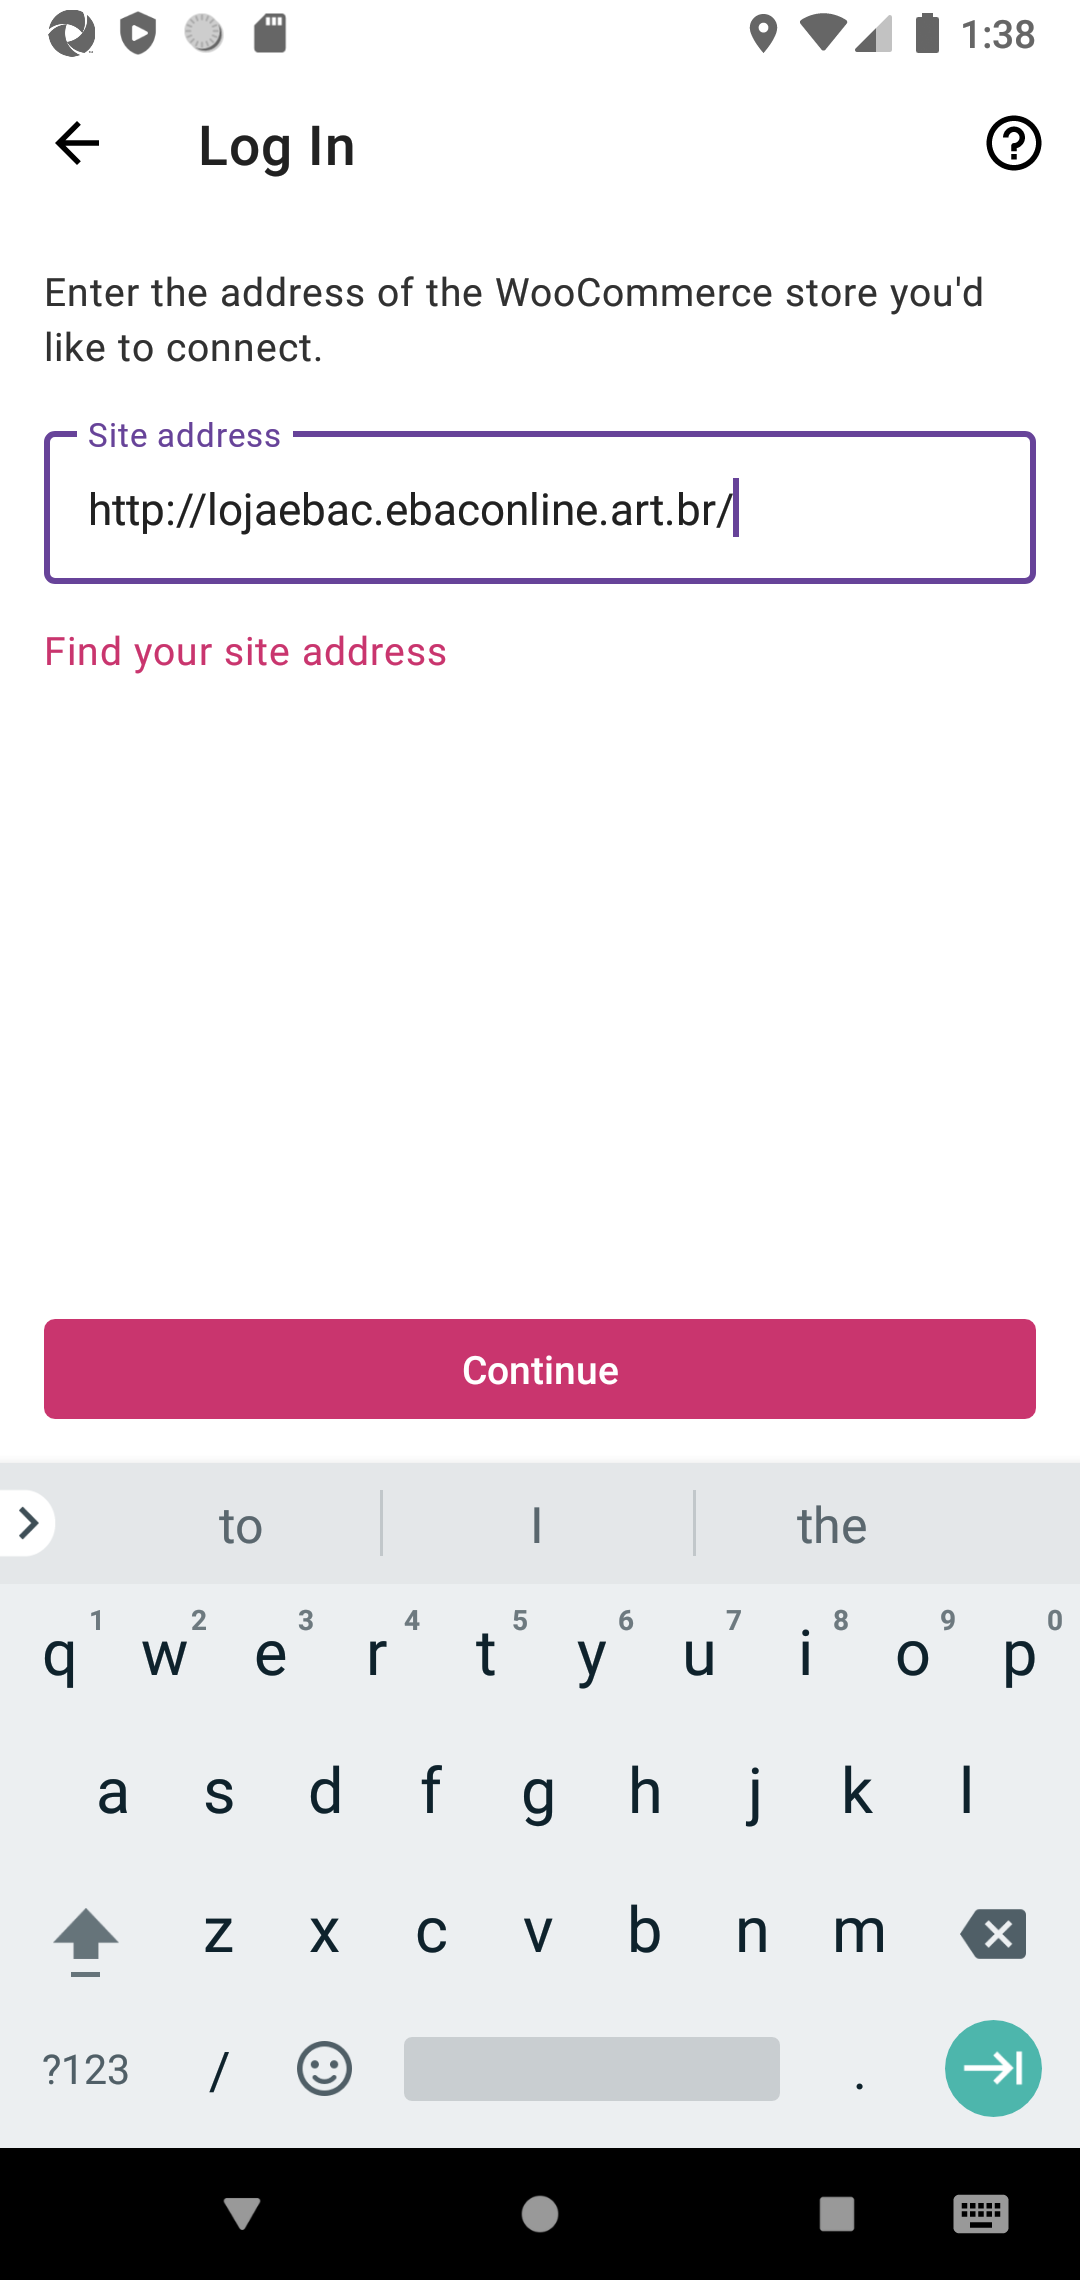 1:38
Log In
Enter the address of the WooCommerce store you'd
like to connect.
Site address
http://lojaebac.ebaconline.art.br/
Find your site address
Continue
to I the
1 2 3 4 5 6 7 8 9 0
q w e r t y u i o p
a s d f g h j k l
z x c v b n m
?123 / .